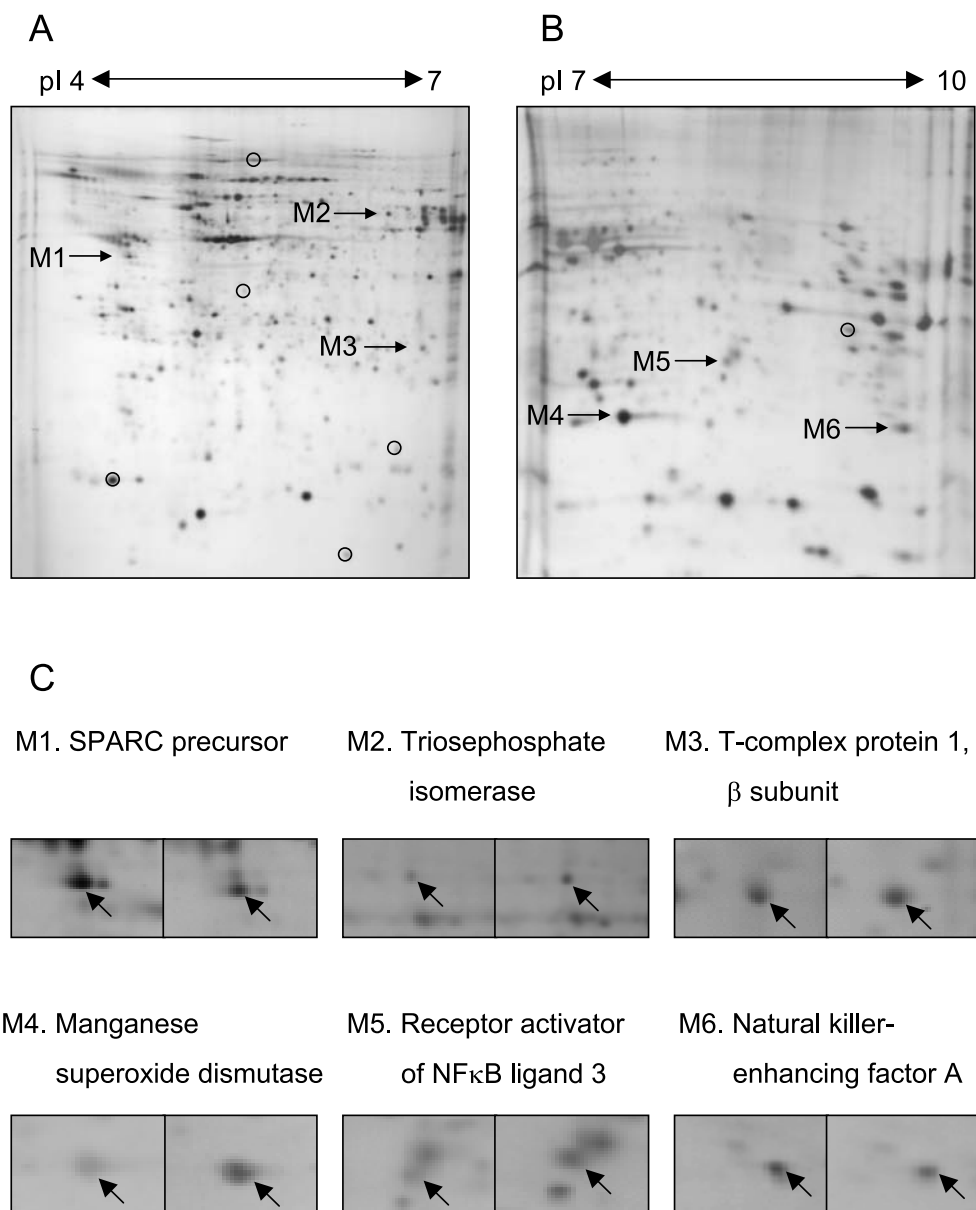 A
B
pI 4
7
pI 7
10
M2
M1
M3
M5
M4
M6
C
M1. SPARC precursor
M2. Triosephosphate
isomerase
M3. T-complex protein 1,
β subunit
M4. Manganese
superoxide dismutase
M5. Receptor activator
of NFκB ligand 3
M6. Natural killer-
enhancing factor A